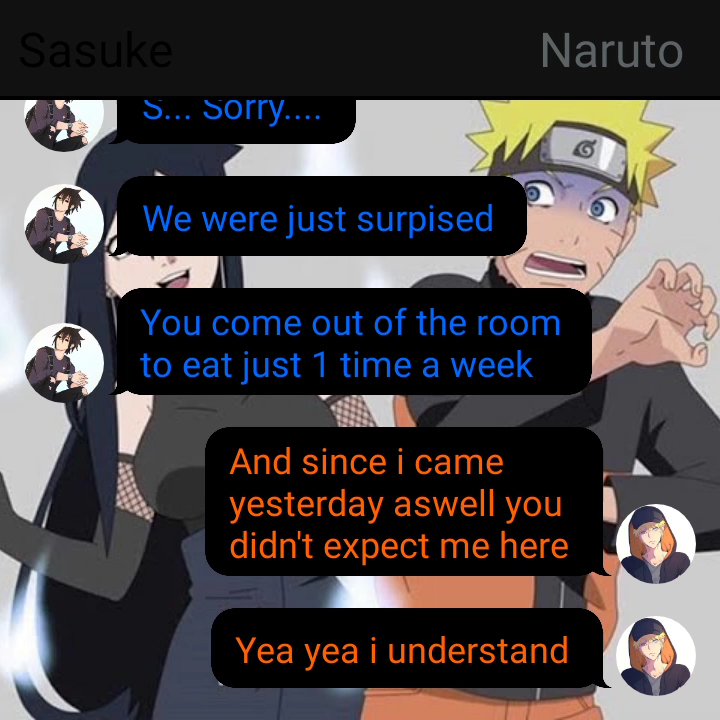 Sasuke
Naruto
S... Sorry....
We were just surpised
You come out of the room
to eat just 1 time a week
And since i came
yesterday aswell you
didn't expect me here
Yea yea i understand